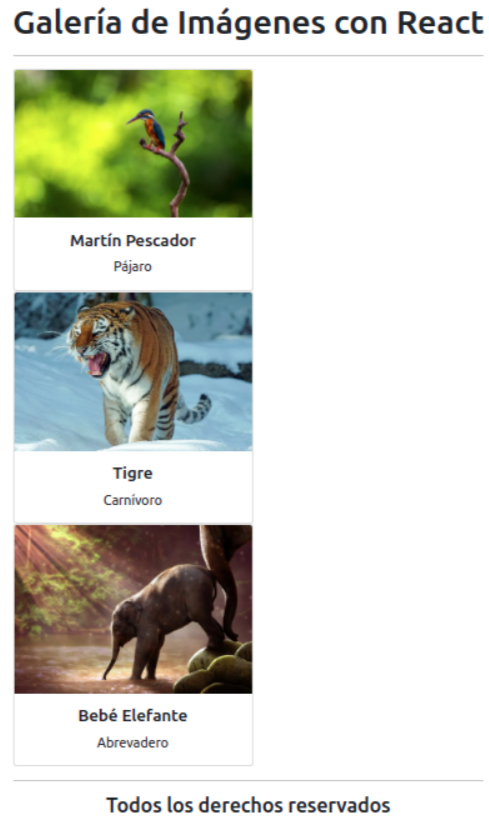 Galería de Imágenes con React
Martín Pescador
Pájaro
Tigre
Carnívoro
Bebé Elefante
Abrevadero
Todos los derechos reservados